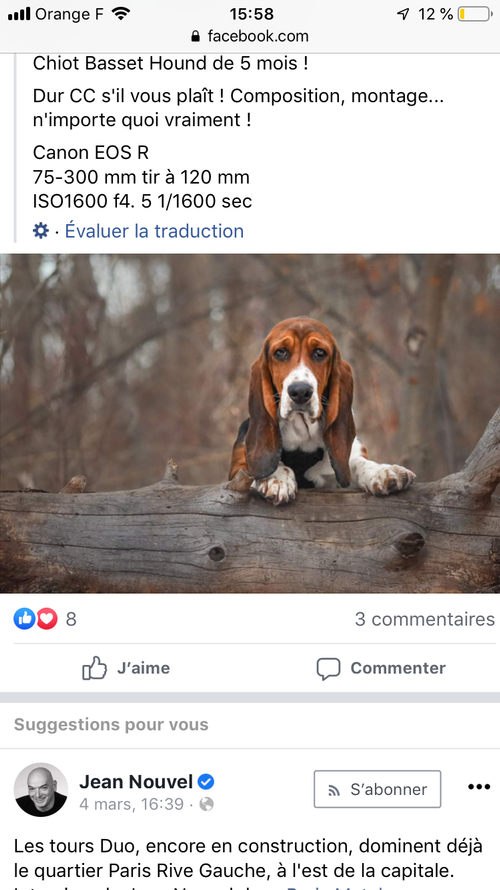 Orange F 15:58 12 %
facebook.com
Chiot Basset Hound de 5 mois !
Dur CC s'il vous plaît ! Composition, montage...
n'importe quoi vraiment !
Canon EOS R
75-300 mm tir à 120 mm
ISO1600 f4. 5 1/1600 sec
· Évaluer la traduction
8 3 commentaires
J'aime Commenter
Suggestions pour vous
Jean Nouvel S'abonner
4 mars, 16:39 ·
Les tours Duo, encore en construction, dominent déjà
le quartier Paris Rive Gauche, à l'est de la capitale.